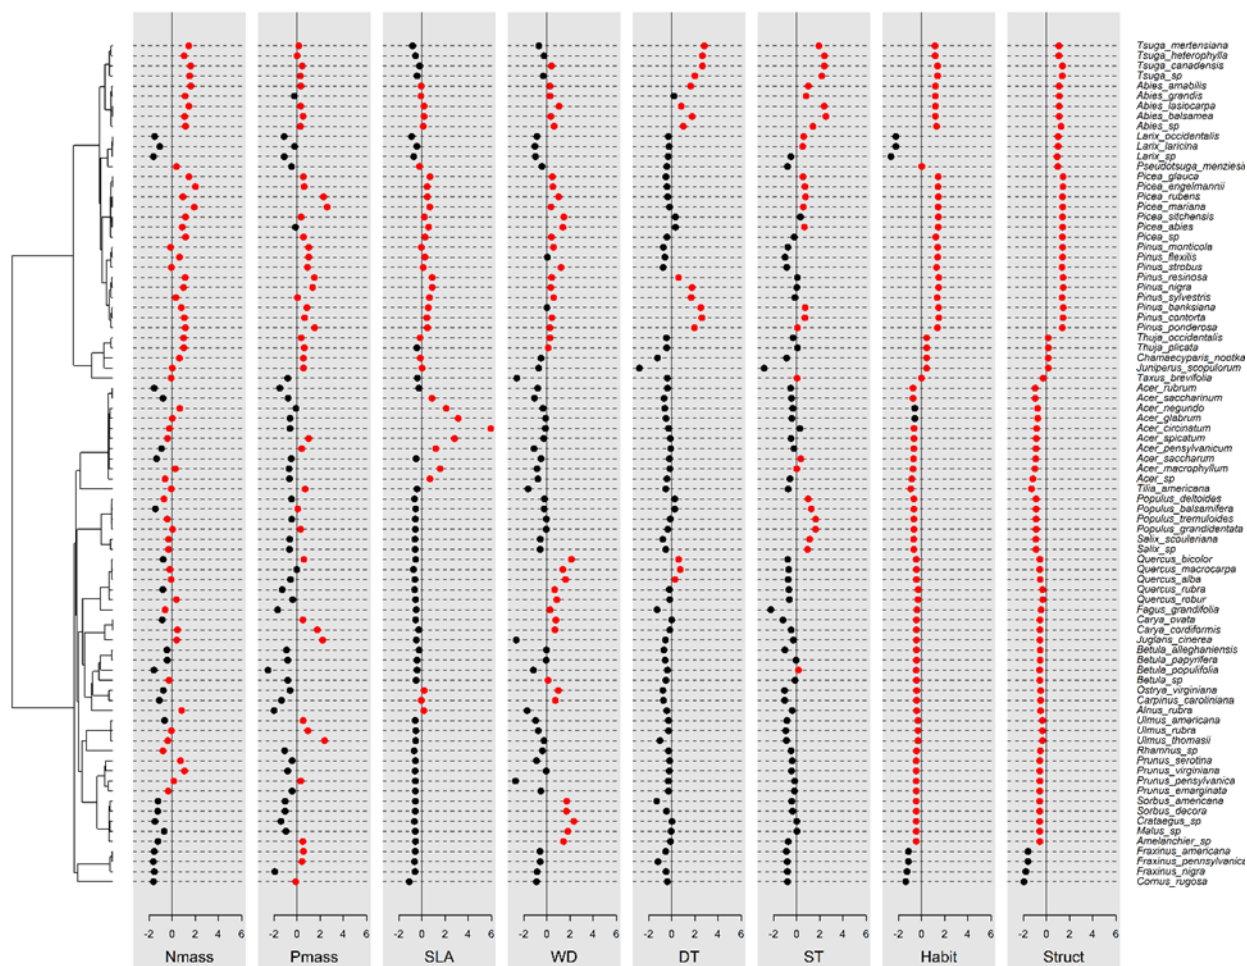 Tsuga_mertensiana
Tsuga_heterophylla
Tsuga_canadensis
Tsuga_sp
Abies_amabilis
Abies_grandis
Abies_lasiocarpa
Abies_balsamea
Abies_sp
Larix_occidentalis
Larix_laricina
Larix_sp
Pseudotsuga_menziesii
Picea_glauca
Picea_engelmannii
Picea_rubens
Picea_mariana
Picea_sitchensis
Picea_abies
Picea_sp
Pinus_monticola
Pinus_flexilis
Pinus_strobus
Pinus_resinosa
Pinus_nigra
Pinus_sylvestris
Pinus_banksiana
Pinus_contorta
Pinus_ponderosa
Thuja_occidentalis
Thuja_plicata
Chamaecyparis_nootka
Juniperus_scopulorum
Taxus_brevifolia
Acer_rubrum
Acer_saccharinum
Acer_negundo
Acer_glabrum
Acer_circinatum
Acer_spicatum
Acer_pensylvanicum
Acer_saccharum
Acer_macrophyllum
Acer_sp
Tilia_americana
Populus_deltoides
Populus_balsamifera
Populus_tremuloides
Populus_grandidentata
Salix_scouleriana
Salix_sp
Quercus_bicolor
Quercus_macrocarpa
Quercus_alba
Quercus_rubra
Quercus_robur
Fagus_grandifolia
Carya_ovata
Carya_cordiformis
Juglans_cinerea
Betula_alleghaniensis
Betula_papyrifera
Betula_populifolia
Betula_sp
Ostrya_virginiana
Carpinus_caroliniana
Alnus_rubra
Ulmus_americana
Ulmus_rubra
Ulmus_thomasii
Rhamnus_sp
Prunus_serotina
Prunus_virginiana
Prunus_pensylvanica
Prunus_emarginata
Sorbus_americana
Sorbus_decora
Crataegus_sp
Malus_sp
Amelanchier_sp
Fraxinus_americana
Fraxinus_pennsylvanica
Fraxinus_nigra
Cornus_rugosa
-2 0 2 4 6 -2 0 2 4 6 -2 0 2 4 6 -2 0 2 4 6 -2 0 2 4 6 -2 0 2 4 6 -2 0 2 4 6 -2 0 2 4 6
Nmass Pmass SLA WD DT ST Habit Struct